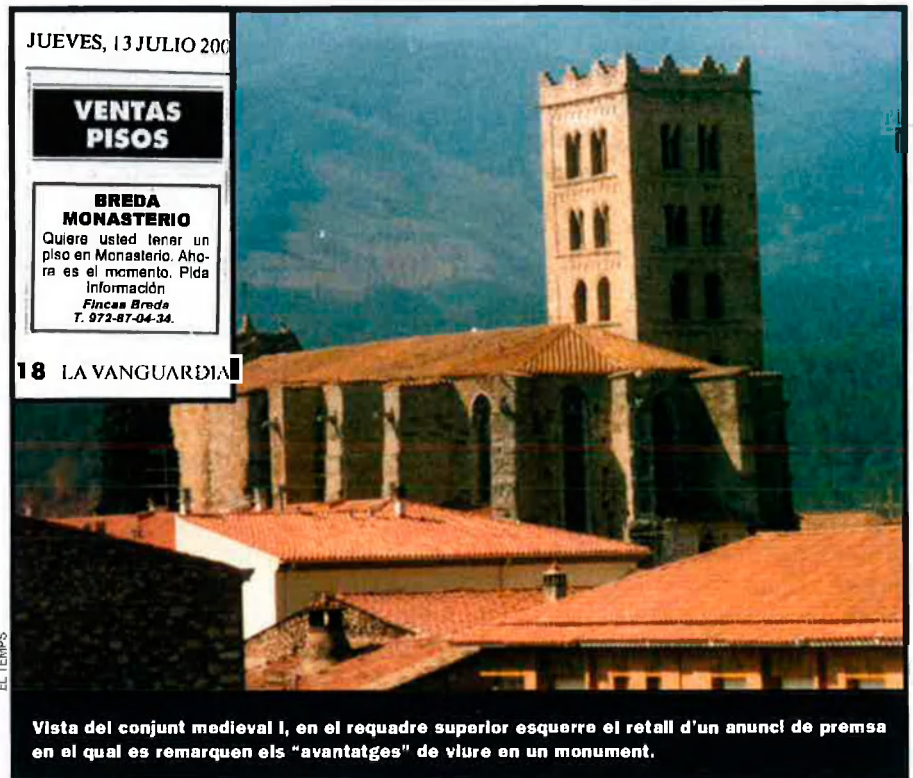 JUEVES, 13 JULIO 200
VENTAS
PISOS
BREDA
MONASTERIO
Quiere usted tener un
piso en Monasterio. Aho-
ra es el momento. Pida
información
Fincas Breda
T. 972-87-04-34.
18 LA VANGUARDIA
EL TEMPS
Vista del conjunt medieval I, en el requadre superior esquerre el retall d'un anunci de premsa
en el qual es remarquen els "avantatges" de viure en un monument.